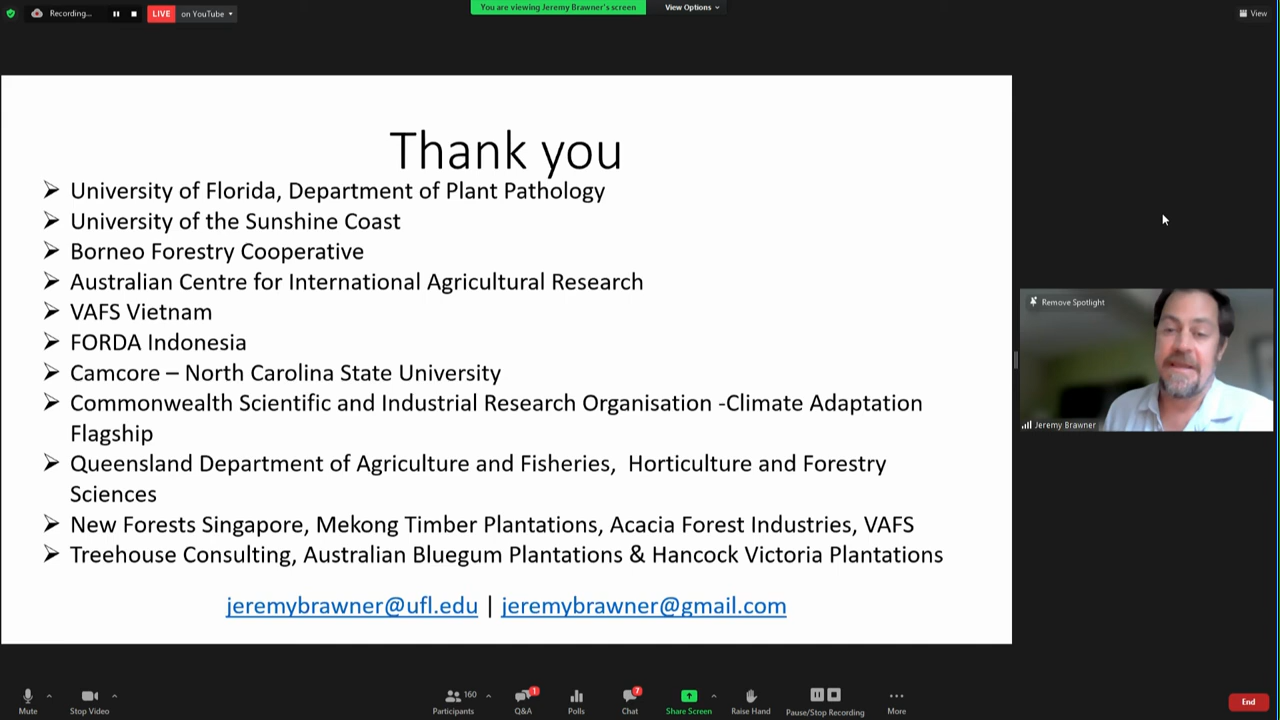 Recording...
LIVE on YouTube
You are viewing Jeremy Brawner's screen
View Options
View
Thank you
University of Florida, Department of Plant Pathology
University of the Sunshine Coast
Borneo Forestry Cooperative
Australian Centre for International Agricultural Research
VAFS Vietnam
FORDA Indonesia
Camcore – North Carolina State University
Commonwealth Scientific and Industrial Research Organisation -Climate Adaptation
Flagship
Queensland Department of Agriculture and Fisheries,  Horticulture and Forestry
Sciences
New Forests Singapore, Mekong Timber Plantations, Acacia Forest Industries, VAFS
Treehouse Consulting, Australian Bluegum Plantations & Hancock Victoria Plantations
jeremybrawner@ufl.edu | jeremybrawner@gmail.com
Remove Spotlight
Jeremy Brawner
160
1
7
Mute
Stop Video
Participants
Q&A
Polls
Chat
Share Screen
Raise Hand
Pause/Stop Recording
More
End